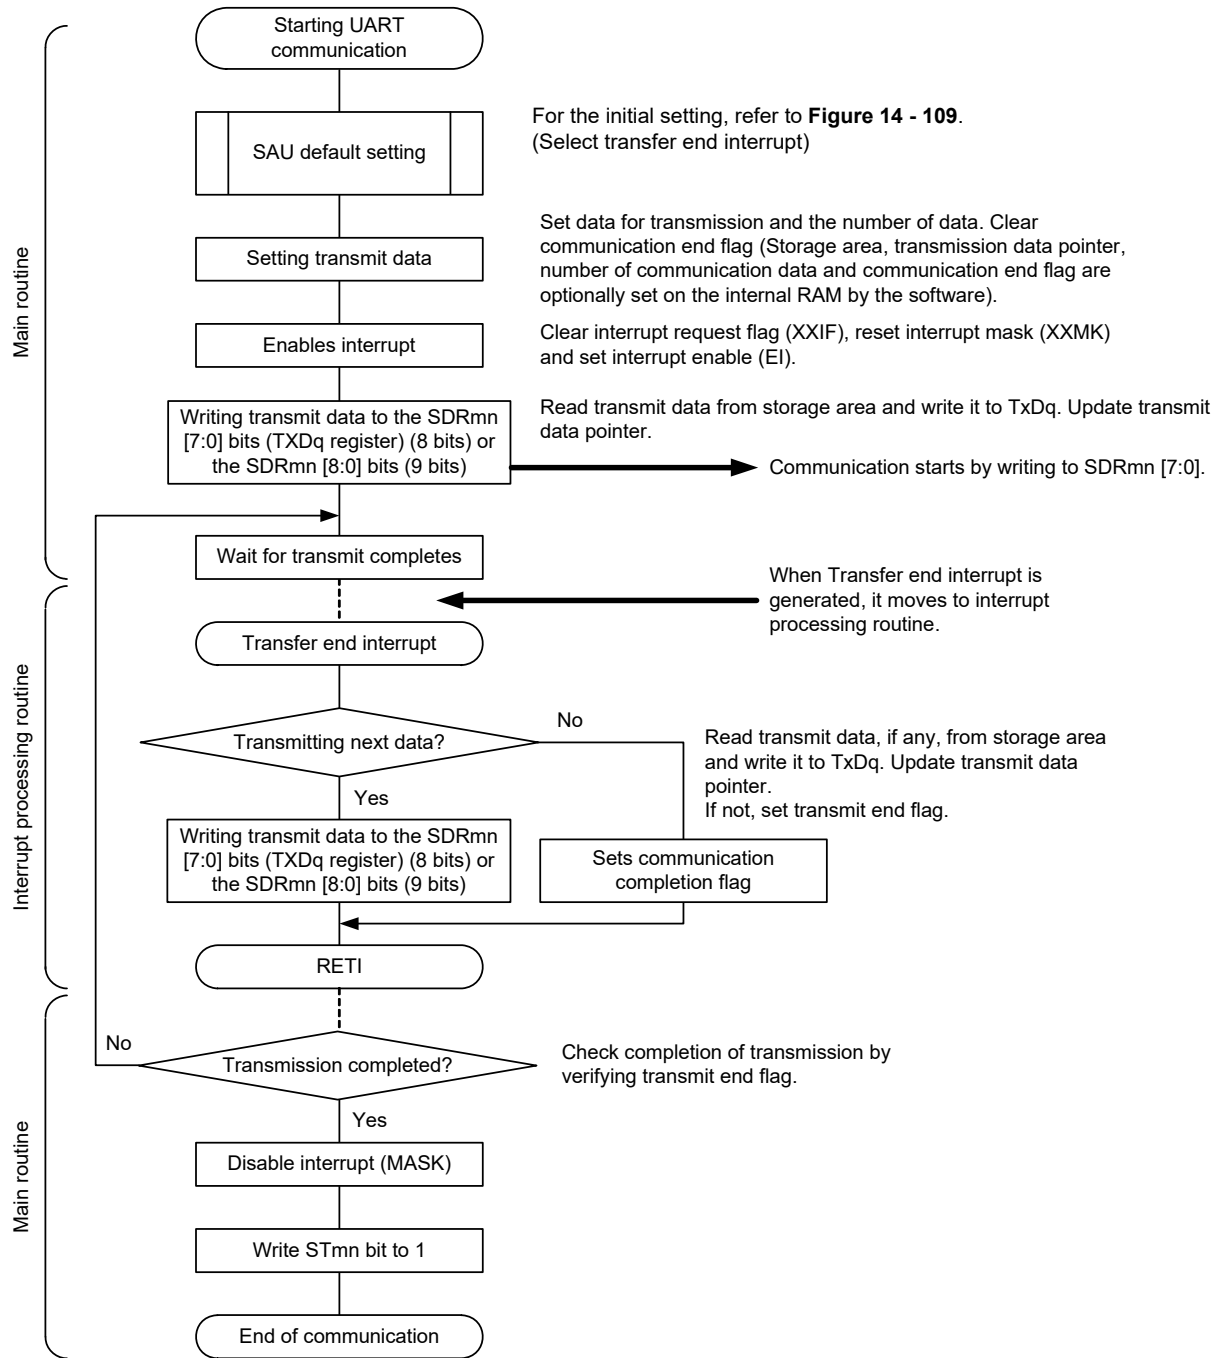 Starting UART
communication
For the initial setting, refer to Figure 14 - 109.
(Select transfer end interrupt)
SAU default setting
Main routine
Set data for transmission and the number of data. Clear
communication end flag (Storage area, transmission data pointer,
number of communication data and communication end flag are
optionally set on the internal RAM by the software).
Setting transmit data
Enables interrupt
Clear interrupt request flag (XXIF), reset interrupt mask (XXMK)
and set interrupt enable (EI).
Writing transmit data to the SDRmn
[7:0] bits (TXDq register) (8 bits) or
the SDRmn [8:0] bits (9 bits)
Read transmit data from storage area and write it to TxDq. Update transmit
data pointer.
Communication starts by writing to SDRmn [7:0].
Wait for transmit completes
When Transfer end interrupt is
generated, it moves to interrupt
processing routine.
Transfer end interrupt
Interrupt processing routine
Transmitting next data?
No
Yes
Read transmit data, if any, from storage area
and write it to TxDq. Update transmit data
pointer.
If not, set transmit end flag.
Writing transmit data to the SDRmn
[7:0] bits (TXDq register) (8 bits) or
the SDRmn [8:0] bits (9 bits)
Sets communication
completion flag
RETI
No
Transmission completed?
Check completion of transmission by
verifying transmit end flag.
Yes
Main routine
Disable interrupt (MASK)
Write STmn bit to 1
End of communication